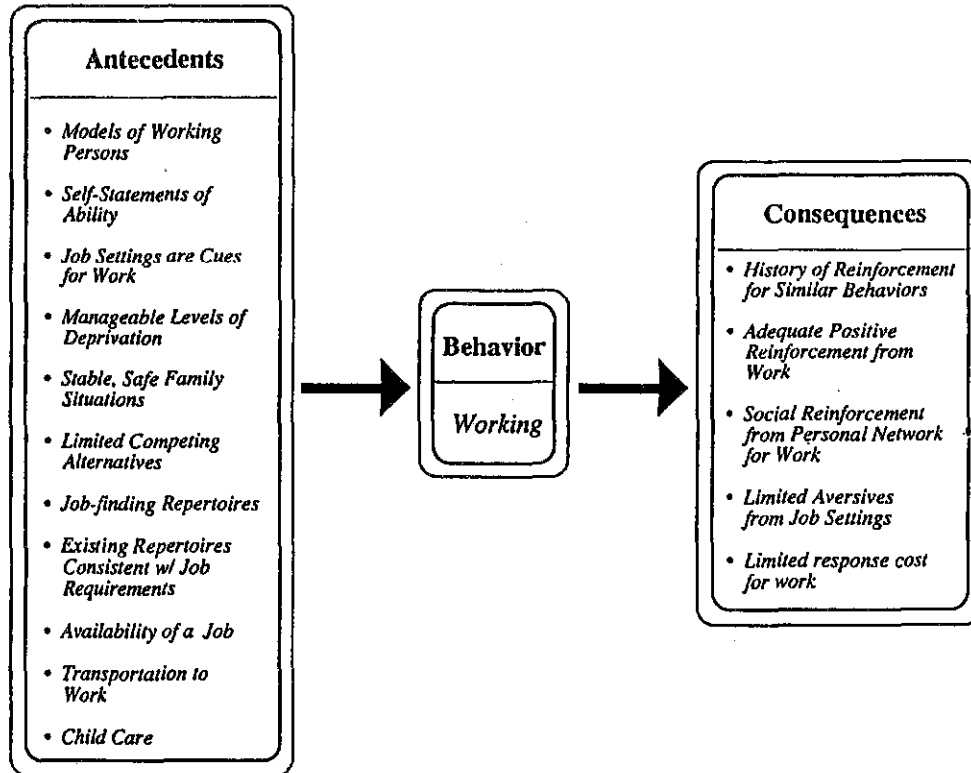 Antecedents
• Models of Working
Persons
• Self-Statements of
Ability
• Job Settings are Cues
for Work
• Manageable Levels of
Deprivation
• Stable, Safe Family
Situations
• Limited Competing
Alternatives
• Job-finding Repertoires
• Existing Repertoires
Consistent w/ Job
Requirements
• Availability of a Job
• Transportation to
Work
• Child Care
Behavior
Working
Consequences
• History of Reinforcement
for Similar Behaviors
• Adequate Positive
Reinforcement from
Work
• Social Reinforcement
from Personal Network
for Work
• Limited Aversives
from Job Settings
• Limited response cost
for work